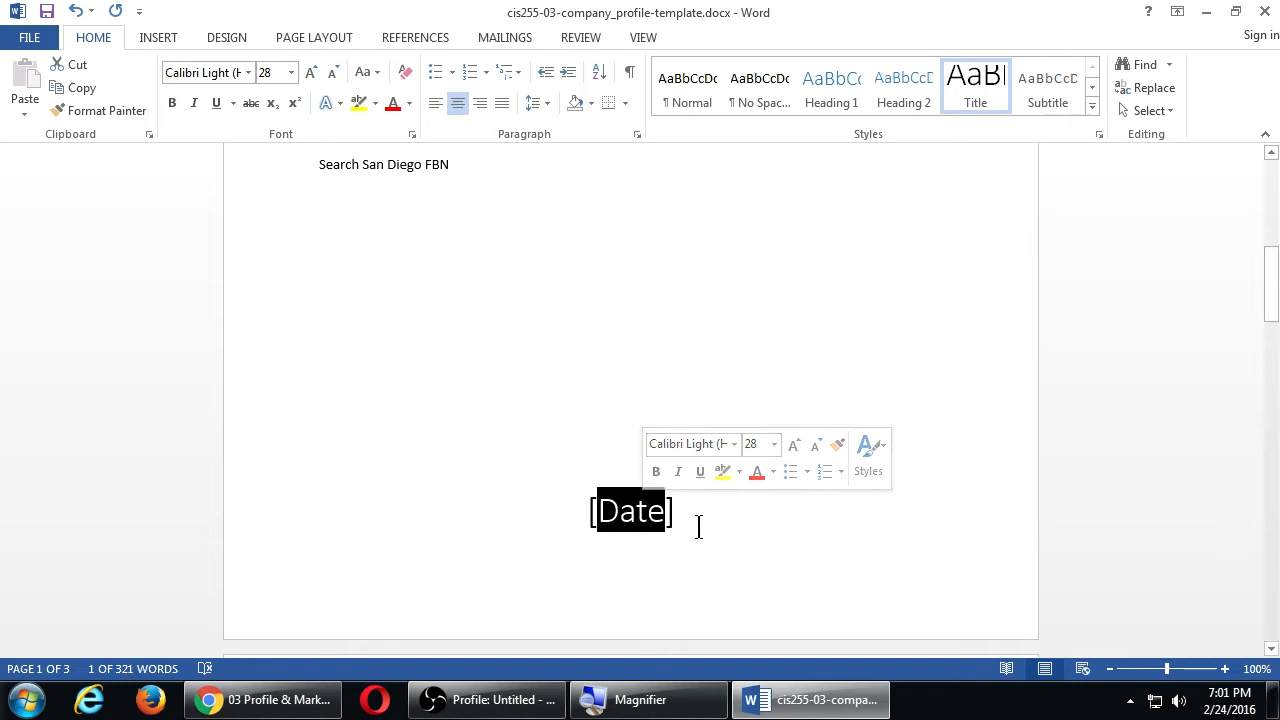 cis255-03-company_profile-template.docx - Word
FILE HOME INSERT DESIGN PAGE LAYOUT REFERENCES MAILINGS REVIEW VIEW Sign in
Paste
Cut
Copy
Format Painter
Clipboard
Calibri Light (H 28
Font
Paragraph
AaBbCcDc AaBbCcDc AaBbCc AaBbCcC AaB AaBbCcD
¶ Normal ¶ No Spac... Heading 1 Heading 2 Title Subtitle
Styles
Find
Replace
Select
Editing
Search San Diego FBN
Calibri Light (H 28
Styles
[Date]
PAGE 1 OF 3 1 OF 321 WORDS 100%
03 Profile & Mark... Profile: Untitled - ... Magnifier cis255-03-compa...
7:01 PM
2/24/2016